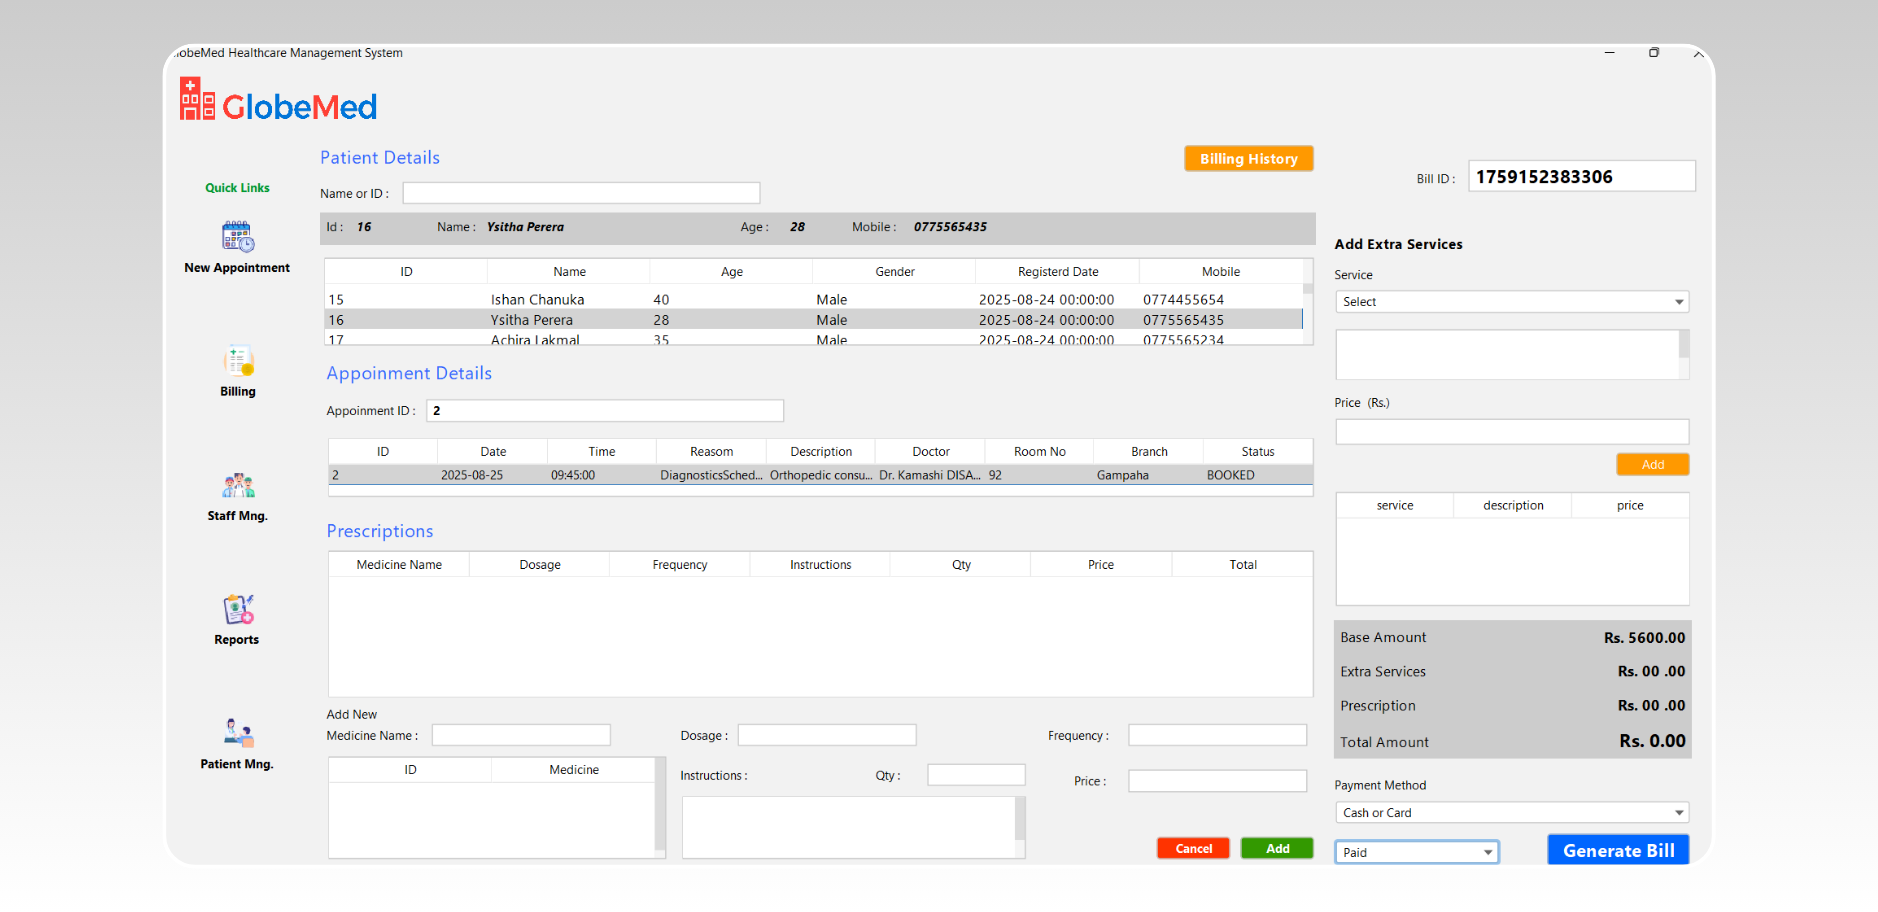 lobeMed Healthcare Management System
GlobeMed
Quick Links
New Appointment
Billing
Staff Mng.
Reports
Patient Mng.
Patient Details
Billing History
Name or ID :
Id : 16 Name : Ysitha Perera Age : 28 Mobile : 0775565435
ID Name Age Gender Registerd Date Mobile
15 Ishan Chanuka 40 Male 2025-08-24 00:00:00 0774455654
16 Ysitha Perera 28 Male 2025-08-24 00:00:00 0775565435
17 Achira Lakmal 35 Male 2025-08-24 00:00:00 0775565234
Appoinment Details
Appoinment ID : 2
ID Date Time Reasom Description Doctor Room No Branch Status
2 2025-08-25 09:45:00 DiagnosticsSched... Orthopedic consu... Dr. Kamashi DISA... 92 Gampaha BOOKED
Prescriptions
Medicine Name Dosage Frequency Instructions Qty Price Total
Add New
Medicine Name : Dosage : Frequency :
ID Medicine
Instructions : Qty : Price :
Cancel Add
Bill ID : 1759152383306
Add Extra Services
Service
Select
Price (Rs.)
Add
service description price
Base Amount Rs. 5600.00
Extra Services Rs. 00 .00
Prescription Rs. 00 .00
Total Amount Rs. 0.00
Payment Method
Cash or Card
Paid Generate Bill